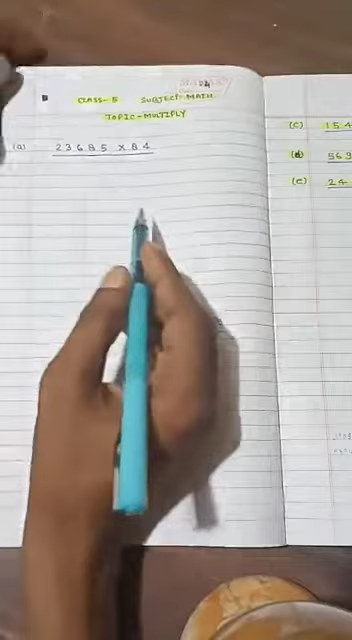 CLASS- 5 SUBJECT: MATH
TOPIC - MULTIPLY
(a) 23685 x 84
(c) 154
(d) 569
(e) 24